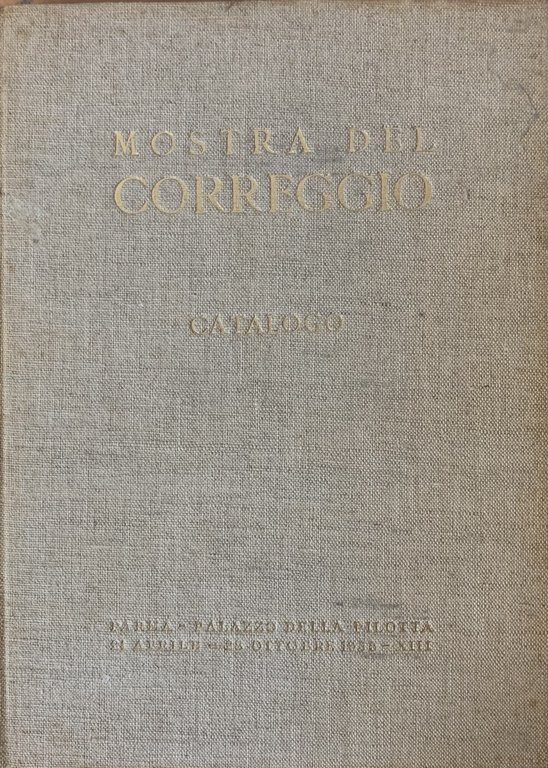 MOSTRA DEL
CORREGGIO
CATALOGO
PARMA - PALAZZO DELLA PILOTTA
21 APRILE - 28 OTTOBRE 1935 - XIII